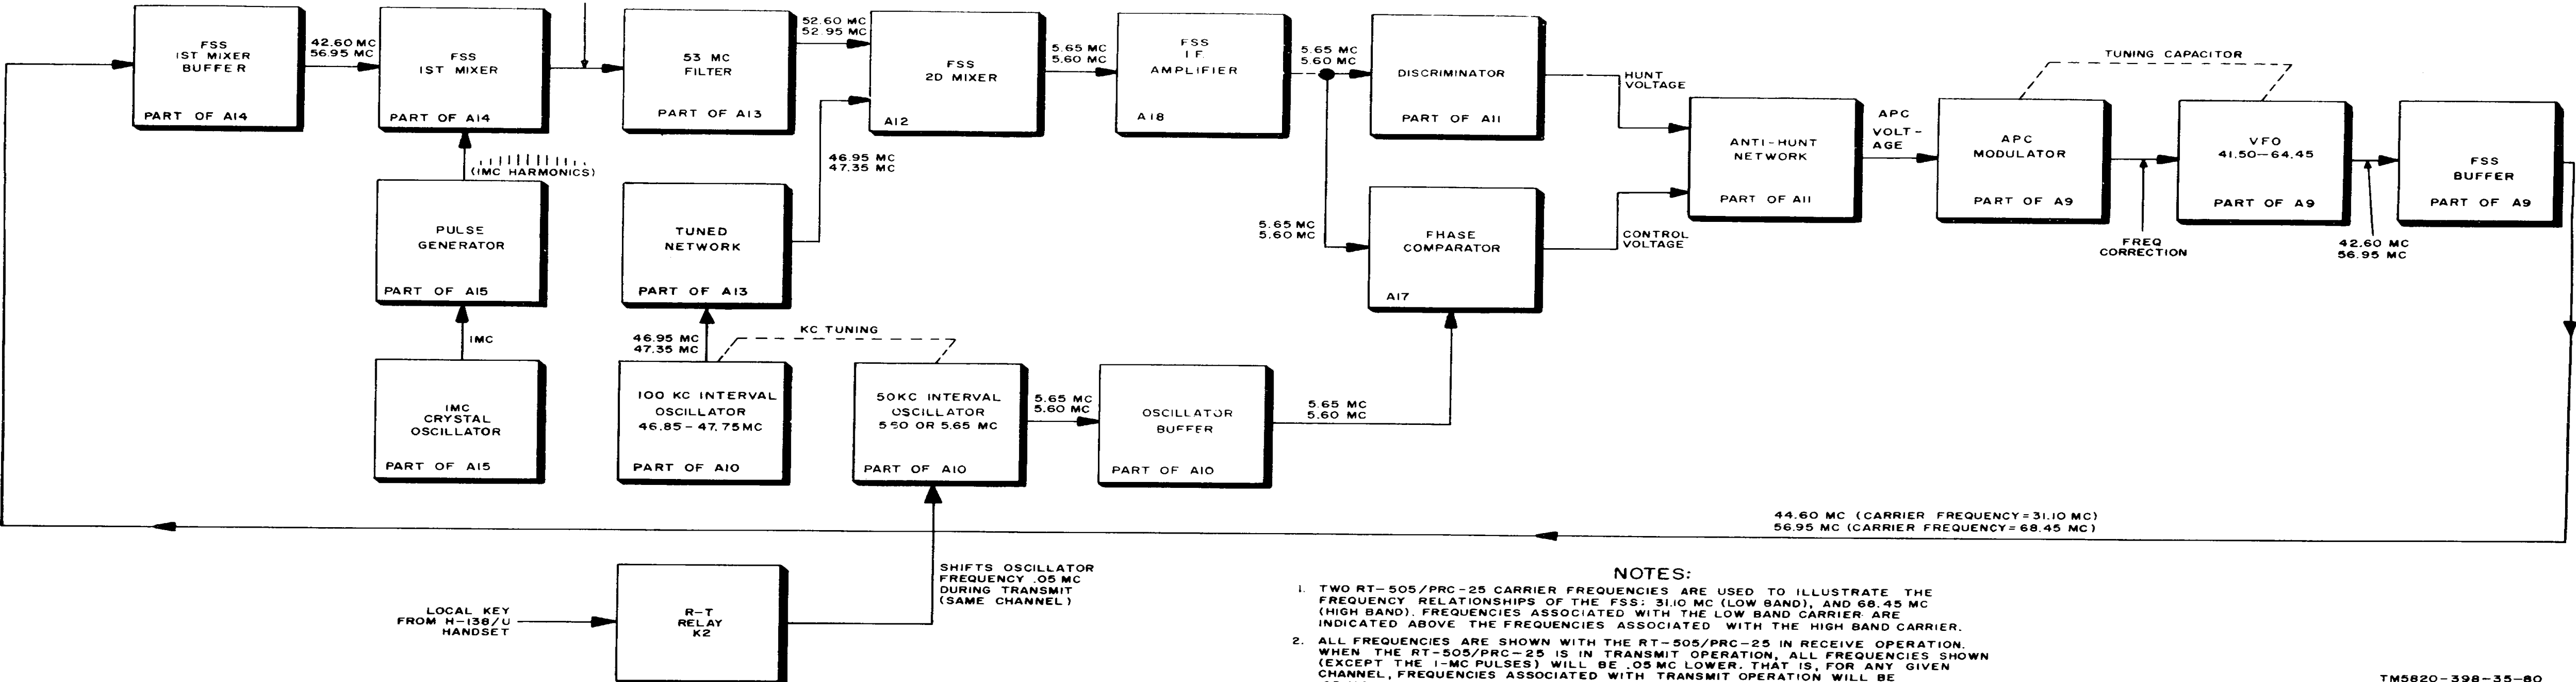 FSS
1ST MIXER
BUFFER
PART OF A14
42.60 MC
56.95 MC
FSS
1ST MIXER
PART OF A14
53 MC
FILTER
PART OF A13
52.60 MC
52.95 MC
FSS
2D MIXER
A12
5.65 MC
5.60 MC
FSS
I F
AMPLIFIER
A18
5.65 MC
5.60 MC
DISCRIMINATOR
PART OF A11
HUNT
VOLTAGE
ANTI-HUNT
NETWORK
PART OF A11
APC
VOLT-
AGE
TUNING CAPACITOR
APC
MODULATOR
PART OF A9
FREQ
CORRECTION
VFO
41.50-64.45
PART OF A9
42.60 MC
56.95 MC
FSS
BUFFER
PART OF A9
(1MC HARMONICS)
PULSE
GENERATOR
PART OF A15
1MC
1MC
CRYSTAL
OSCILLATOR
PART OF A15
46.95 MC
47.35 MC
TUNED
NETWORK
PART OF A13
46.95 MC
47.35 MC
KC TUNING
100 KC INTERVAL
OSCILLATOR
46.85-47.75MC
PART OF A10
50KC INTERVAL
OSCILLATOR
5.50 OR 5.65 MC
PART OF A10
5.65 MC
5.60 MC
OSCILLATOR
BUFFER
PART OF A10
5.65 MC
5.60 MC
5.65 MC
5.60 MC
FHASE
COMPARATOR
A17
CONTROL
VOLTAGE
44.60 MC (CARRIER FREQUENCY=31.10 MC)
56.95 MC (CARRIER FREQUENCY=68.45 MC)
LOCAL KEY
FROM H-138/U
HANDSET
R-T
RELAY
K2
SHIFTS OSCILLATOR
FREQUENCY .05 MC
DURING TRANSMIT
(SAME CHANNEL)
NOTES:
1. TWO RT-505/PRC-25 CARRIER FREQUENCIES ARE USED TO ILLUSTRATE THE
FREQUENCY RELATIONSHIPS OF THE FSS: 31.10 MC (LOW BAND), AND 68.45 MC
(HIGH BAND). FREQUENCIES ASSOCIATED WITH THE LOW BAND CARRIER ARE
INDICATED ABOVE THE FREQUENCIES ASSOCIATED WITH THE HIGH BAND CARRIER.
2. ALL FREQUENCIES ARE SHOWN WITH THE RT-505/PRC-25 IN RECEIVE OPERATION.
WHEN THE RT-505/PRC-25 IS IN TRANSMIT OPERATION, ALL FREQUENCIES SHOWN
(EXCEPT THE 1-MC PULSES) WILL BE .05 MC LOWER. THAT IS, FOR ANY GIVEN
CHANNEL, FREQUENCIES ASSOCIATED WITH TRANSMIT OPERATION WILL BE
TM5820-398-35-80